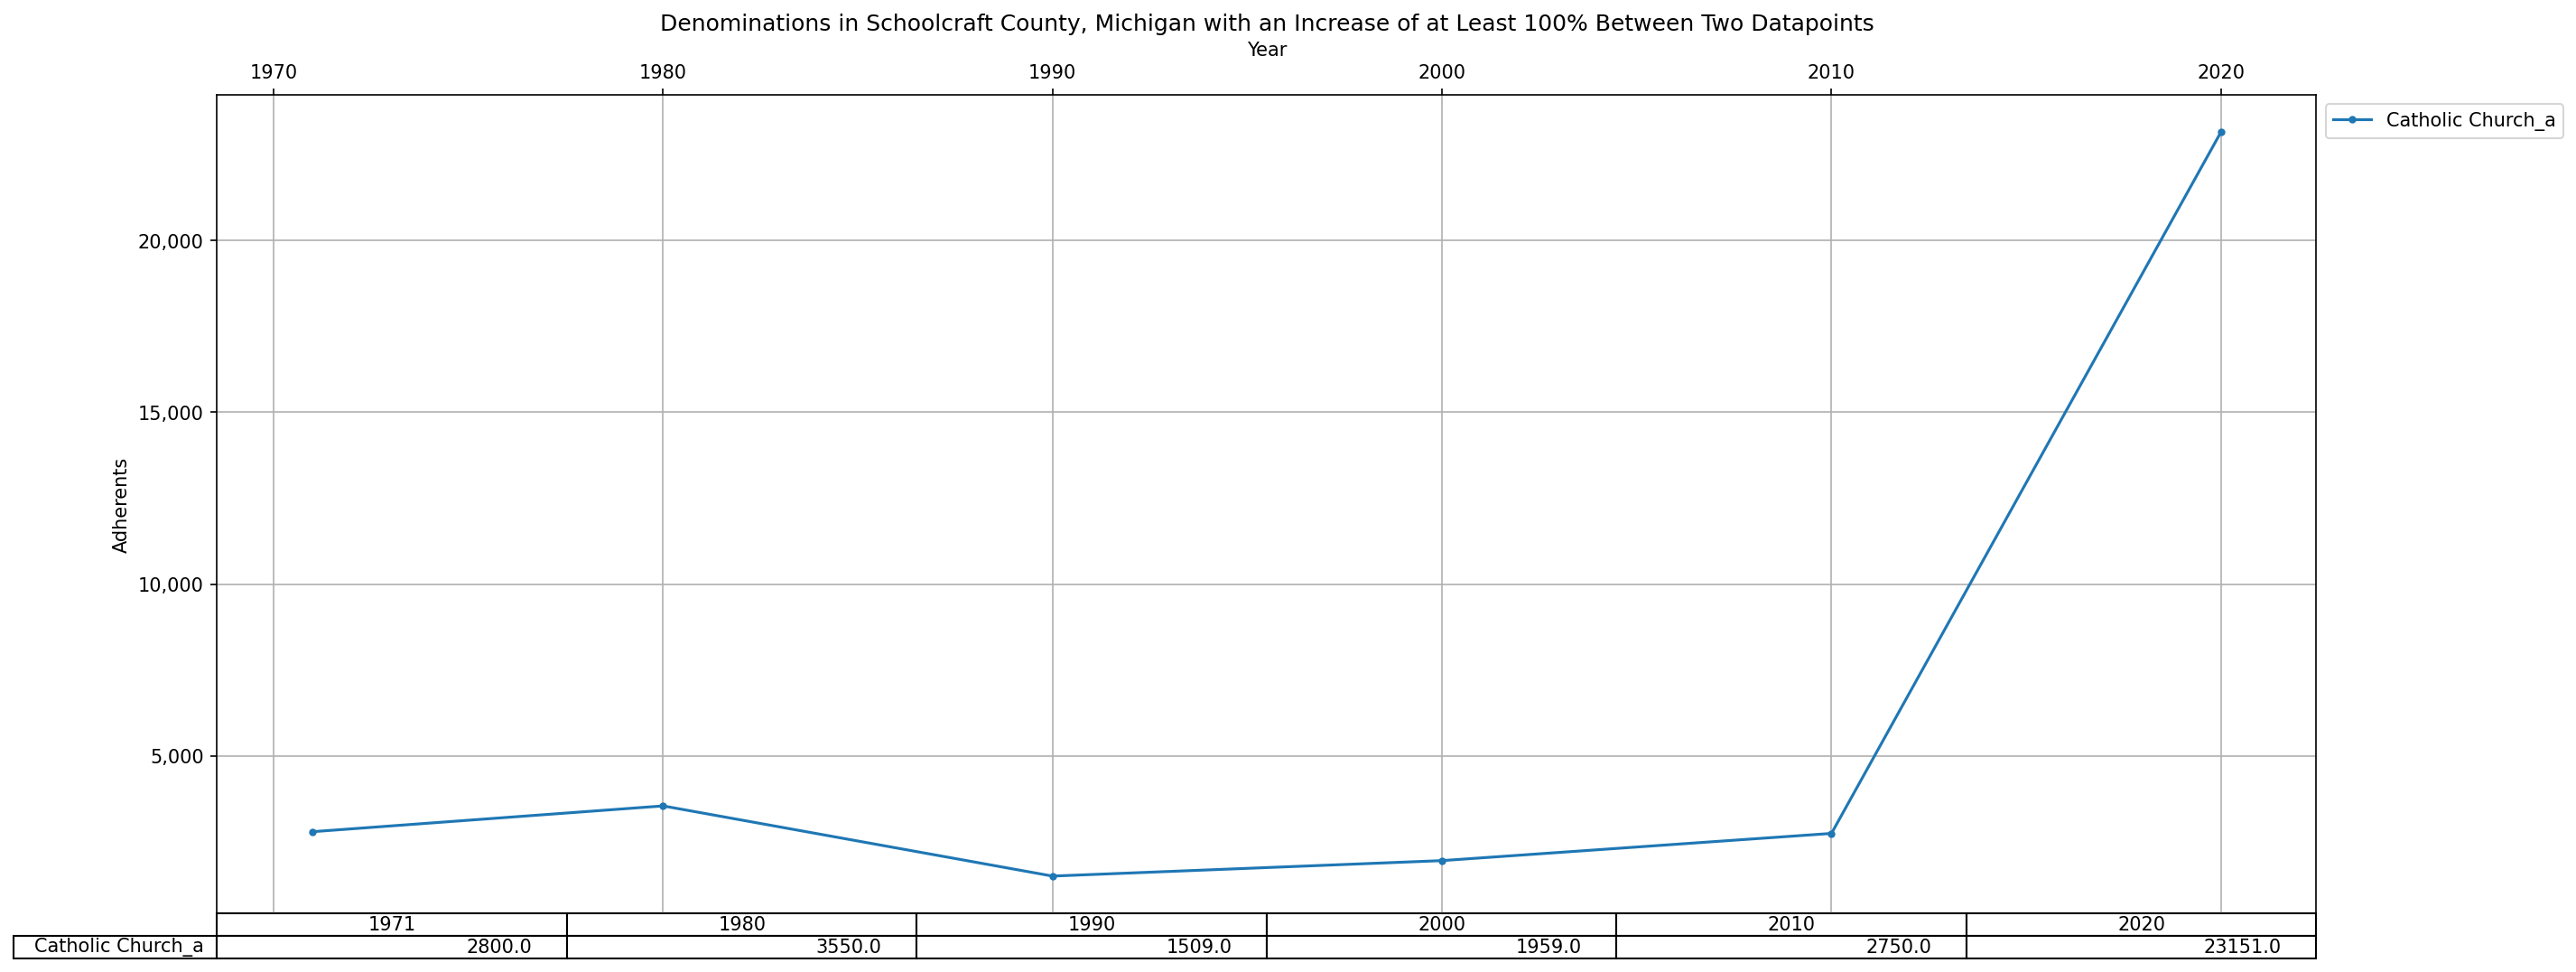 Denominations in Schoolcraft County, Michigan with an Increase of at Least 100% Between Two Datapoints
Year
1970 1980 1990 2000 2010 2020
Catholic Church_a
20,000
15,000
Adherents
10,000
5,000
1971 1980 1990 2000 2010 2020
Catholic Church_a 2800.0 3550.0 1509.0 1959.0 2750.0 23151.0